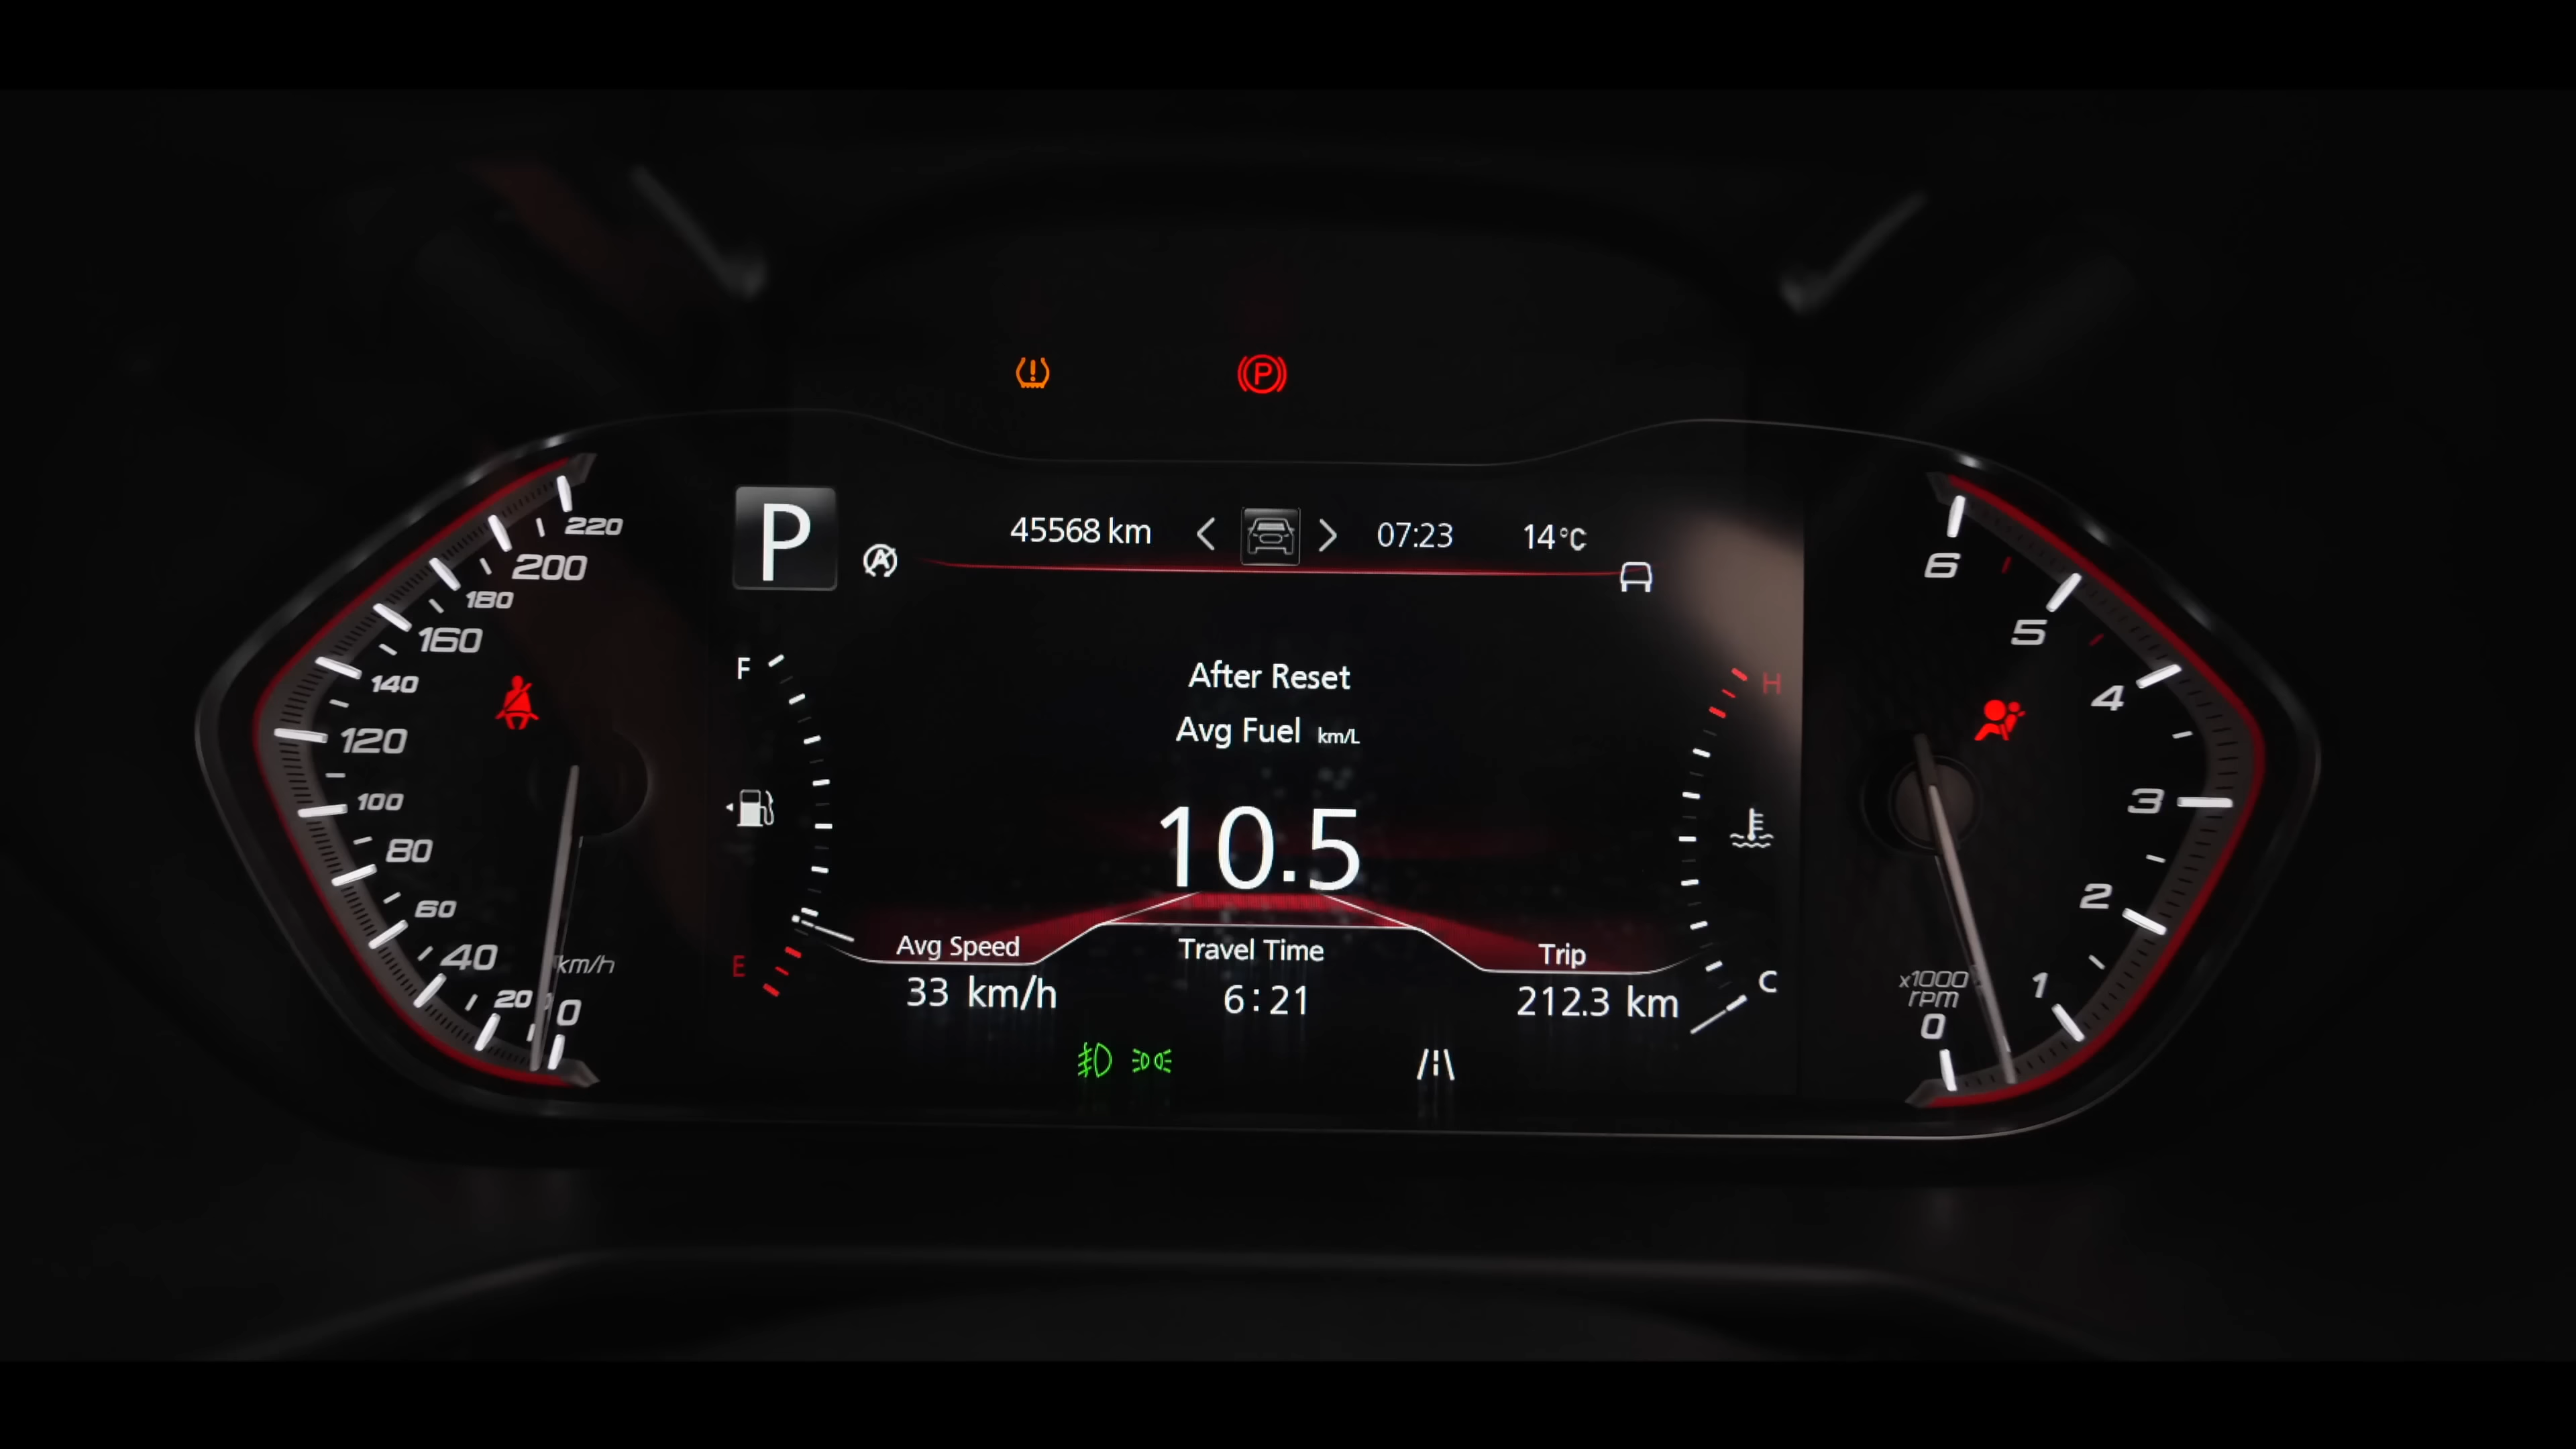 P
45568 km < > 07:23 14°C
220
200
180
160
140
120
100
80
60
40
20
0
km/h
F
E
After Reset
Avg Fuel km/L
10.5
Avg Speed
33 km/h
Travel Time
6:21
Trip
212.3 km
H
C
6
5
4
3
2
1
0
x1000
rpm
P
A